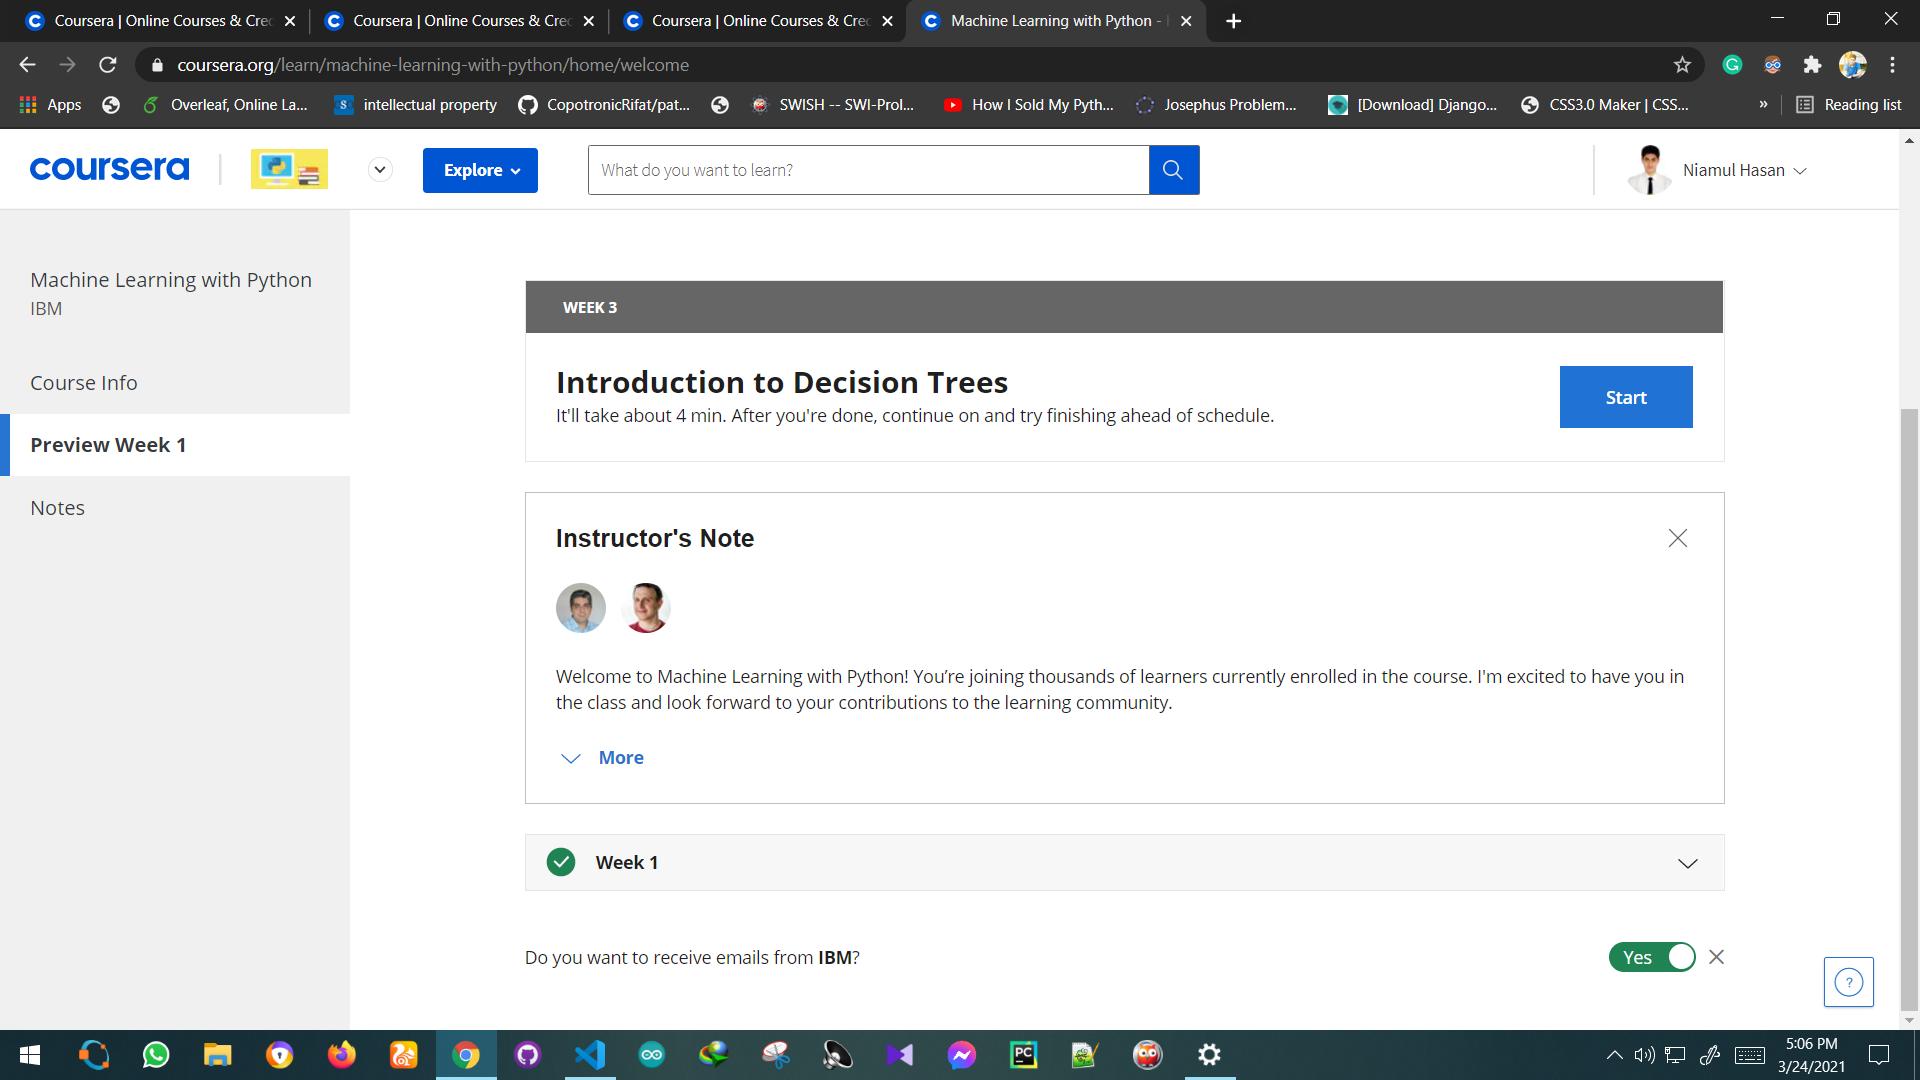 Coursera | Online Courses & Cred
Coursera | Online Courses & Cred
Coursera | Online Courses & Cred
Machine Learning with Python -
coursera.org/learn/machine-learning-with-python/home/welcome
Apps
Overleaf, Online La...
intellectual property
CopotronicRifat/pat...
SWISH -- SWI-Prol...
How I Sold My Pyth...
Josephus Problem...
[Download] Django...
CSS3.0 Maker | CSS...
»
Reading list
coursera
Explore
What do you want to learn?
Niamul Hasan
Machine Learning with Python
IBM
Course Info
Preview Week 1
Notes
WEEK 3
Introduction to Decision Trees
It'll take about 4 min. After you're done, continue on and try finishing ahead of schedule.
Start
Instructor's Note
Welcome to Machine Learning with Python! You’re joining thousands of learners currently enrolled in the course. I'm excited to have you in
the class and look forward to your contributions to the learning community.
More
Week 1
Do you want to receive emails from IBM?
Yes
?
PC
5:06 PM
3/24/2021